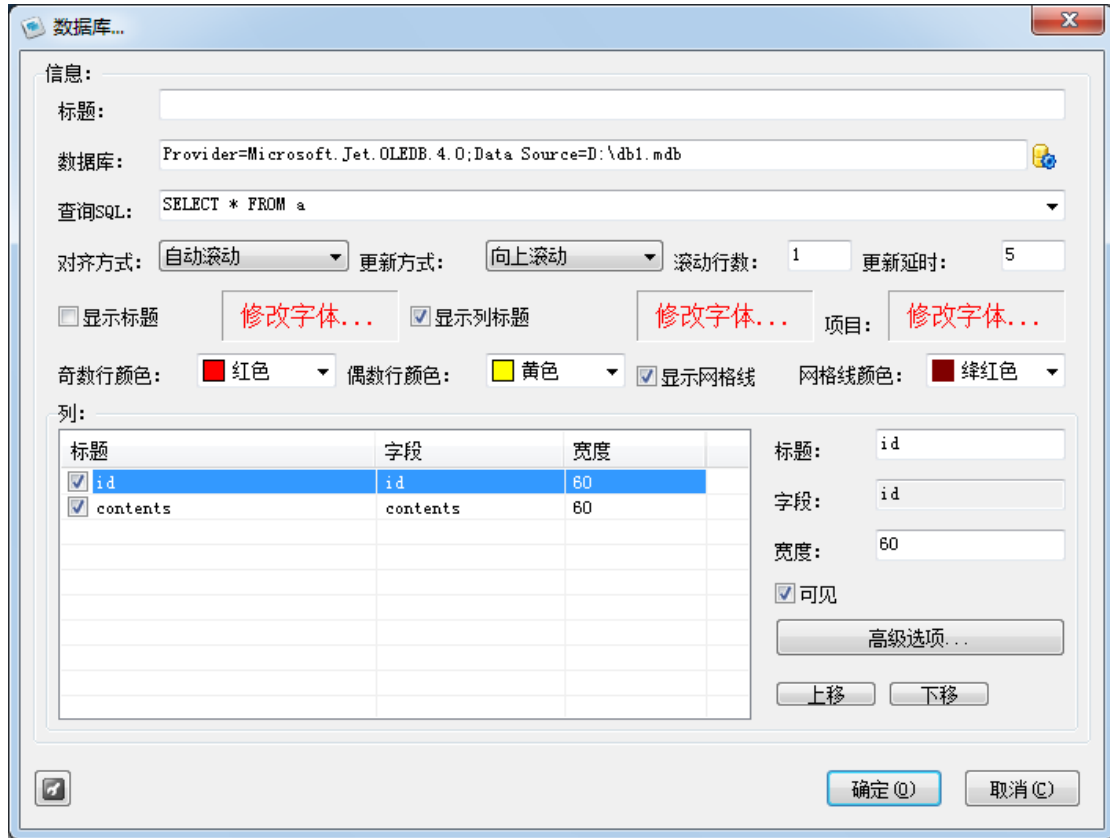 数据库...
信息:
标题:
数据库: Provider=Microsoft.Jet.OLEDB.4.0;Data Source=D:\db1.mdb
查询SQL: SELECT * FROM a
对齐方式: 自动滚动 更新方式: 向上滚动 滚动行数: 1 更新延时: 5
显示标题 修改字体... 显示列标题 修改字体... 项目: 修改字体...
奇数行颜色: 红色 偶数行颜色: 黄色 显示网格线 网格线颜色: 绛红色
列:
标题 字段 宽度
id id 60
contents contents 60
标题: id
字段: id
宽度: 60
可见
高级选项...
上移 下移
确定(O) 取消(C)